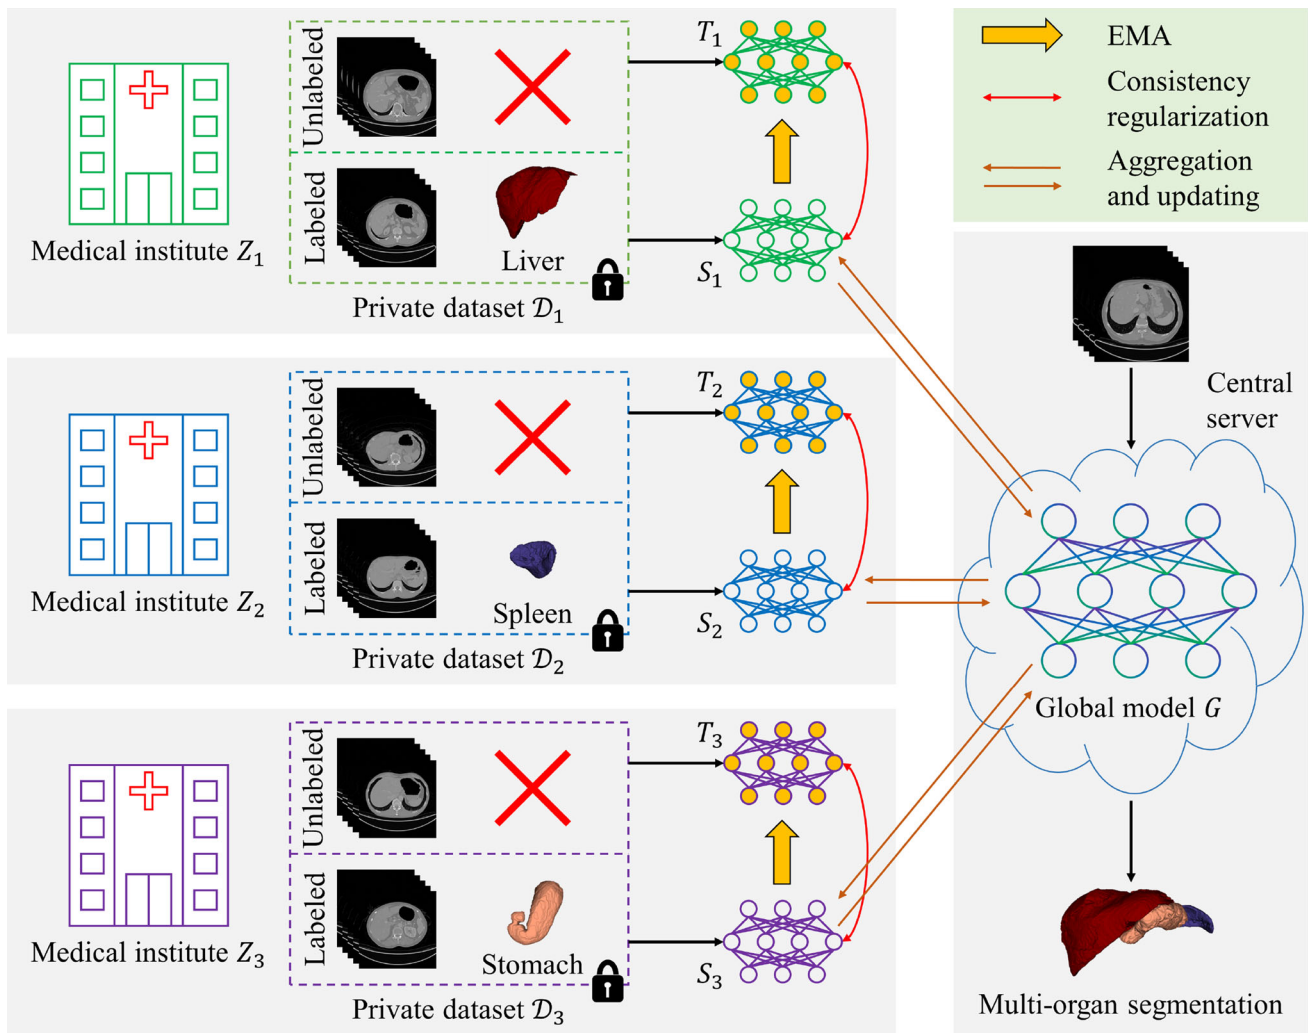 Medical institute Z₁
Unlabeled
Labeled
Liver
Private dataset 𝒟₁
T₁
S₁
Medical institute Z₂
Unlabeled
Labeled
Spleen
Private dataset 𝒟₂
T₂
S₂
Medical institute Z₃
Unlabeled
Labeled
Stomach
Private dataset 𝒟₃
T₃
S₃
EMA
Consistency
regularization
Aggregation
and updating
Central
server
Global model G
Multi-organ segmentation